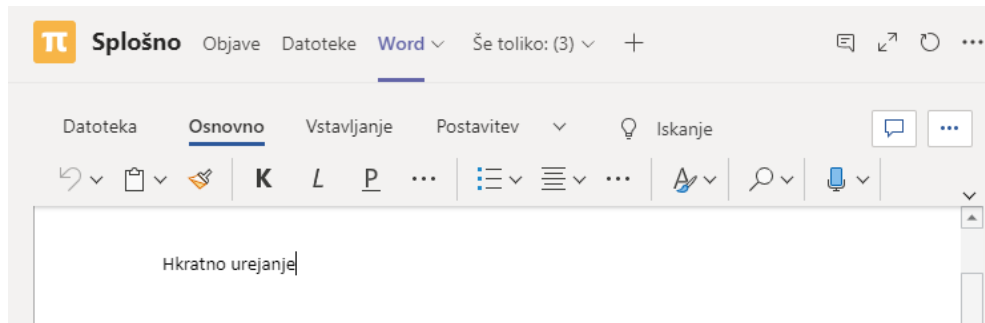 π Splošno Objave Datoteke Word Še toliko: (3)
Datoteka Osnovno Vstavljanje Postavitev Iskanje
K L P
Hkratno urejanje